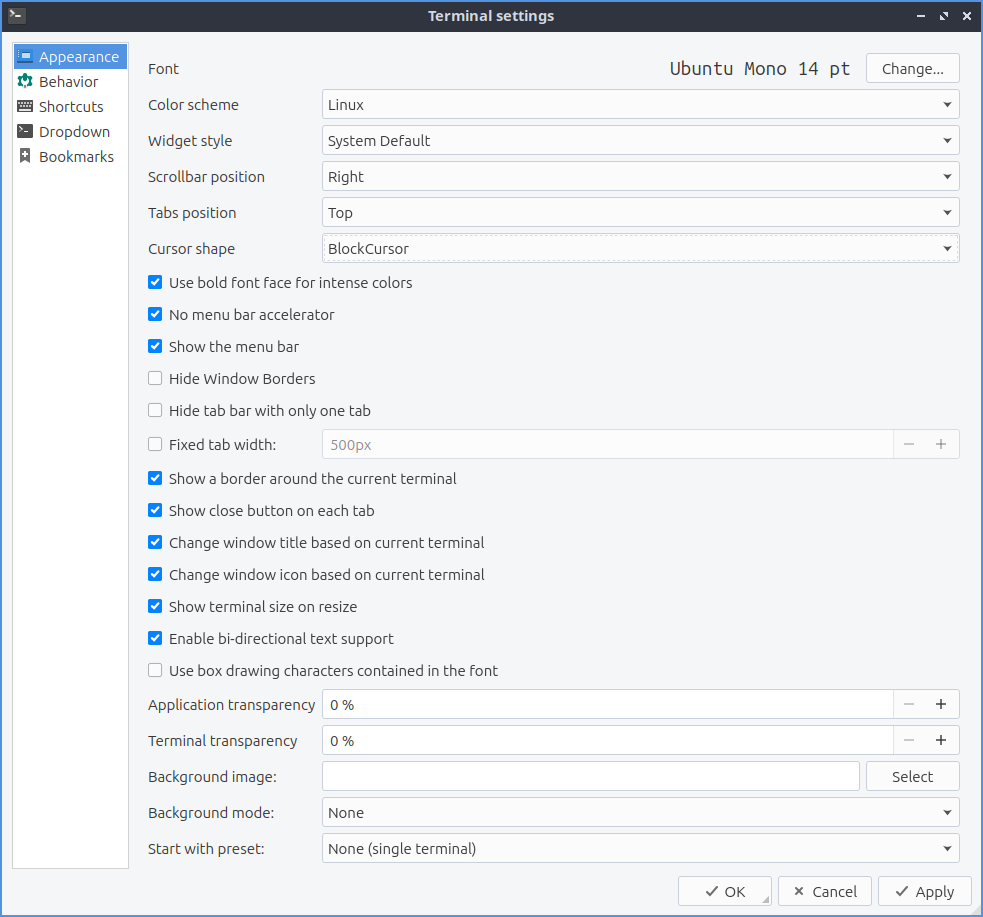 Terminal settings
Appearance
Behavior
Shortcuts
Dropdown
Bookmarks
Font Ubuntu Mono 14 pt Change...
Color scheme Linux
Widget style System Default
Scrollbar position Right
Tabs position Top
Cursor shape BlockCursor
Use bold font face for intense colors
No menu bar accelerator
Show the menu bar
Hide Window Borders
Hide tab bar with only one tab
Fixed tab width: 500px
Show a border around the current terminal
Show close button on each tab
Change window title based on current terminal
Change window icon based on current terminal
Show terminal size on resize
Enable bi-directional text support
Use box drawing characters contained in the font
Application transparency 0 %
Terminal transparency 0 %
Background image: Select
Background mode: None
Start with preset: None (single terminal)
OK Cancel Apply